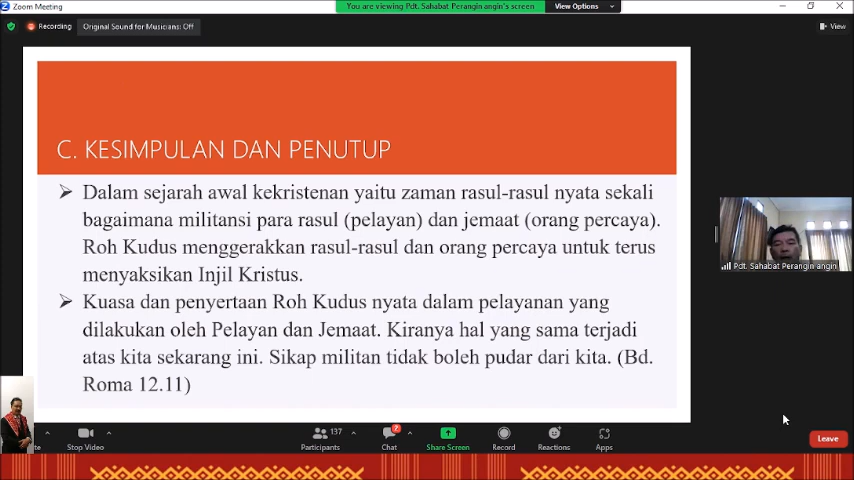 Zoom Meeting
You are viewing Pdt. Sahabat Perangin angin's screen
View Options
Recording
Original Sound for Musicians: Off
View
C. KESIMPULAN DAN PENUTUP
Dalam sejarah awal kekristenan yaitu zaman rasul-rasul nyata sekali
bagaimana militansi para rasul (pelayan) dan jemaat (orang percaya).
Roh Kudus menggerakkan rasul-rasul dan orang percaya untuk terus
menyaksikan Injil Kristus.
Kuasa dan penyertaan Roh Kudus nyata dalam pelayanan yang
dilakukan oleh Pelayan dan Jemaat. Kiranya hal yang sama terjadi
atas kita sekarang ini. Sikap militan tidak boleh pudar dari kita. (Bd.
Roma 12.11)
Pdt. Sahabat Perangin angin
te
Stop Video
137
Participants
2
Chat
Share Screen
Record
Reactions
Apps
Leave